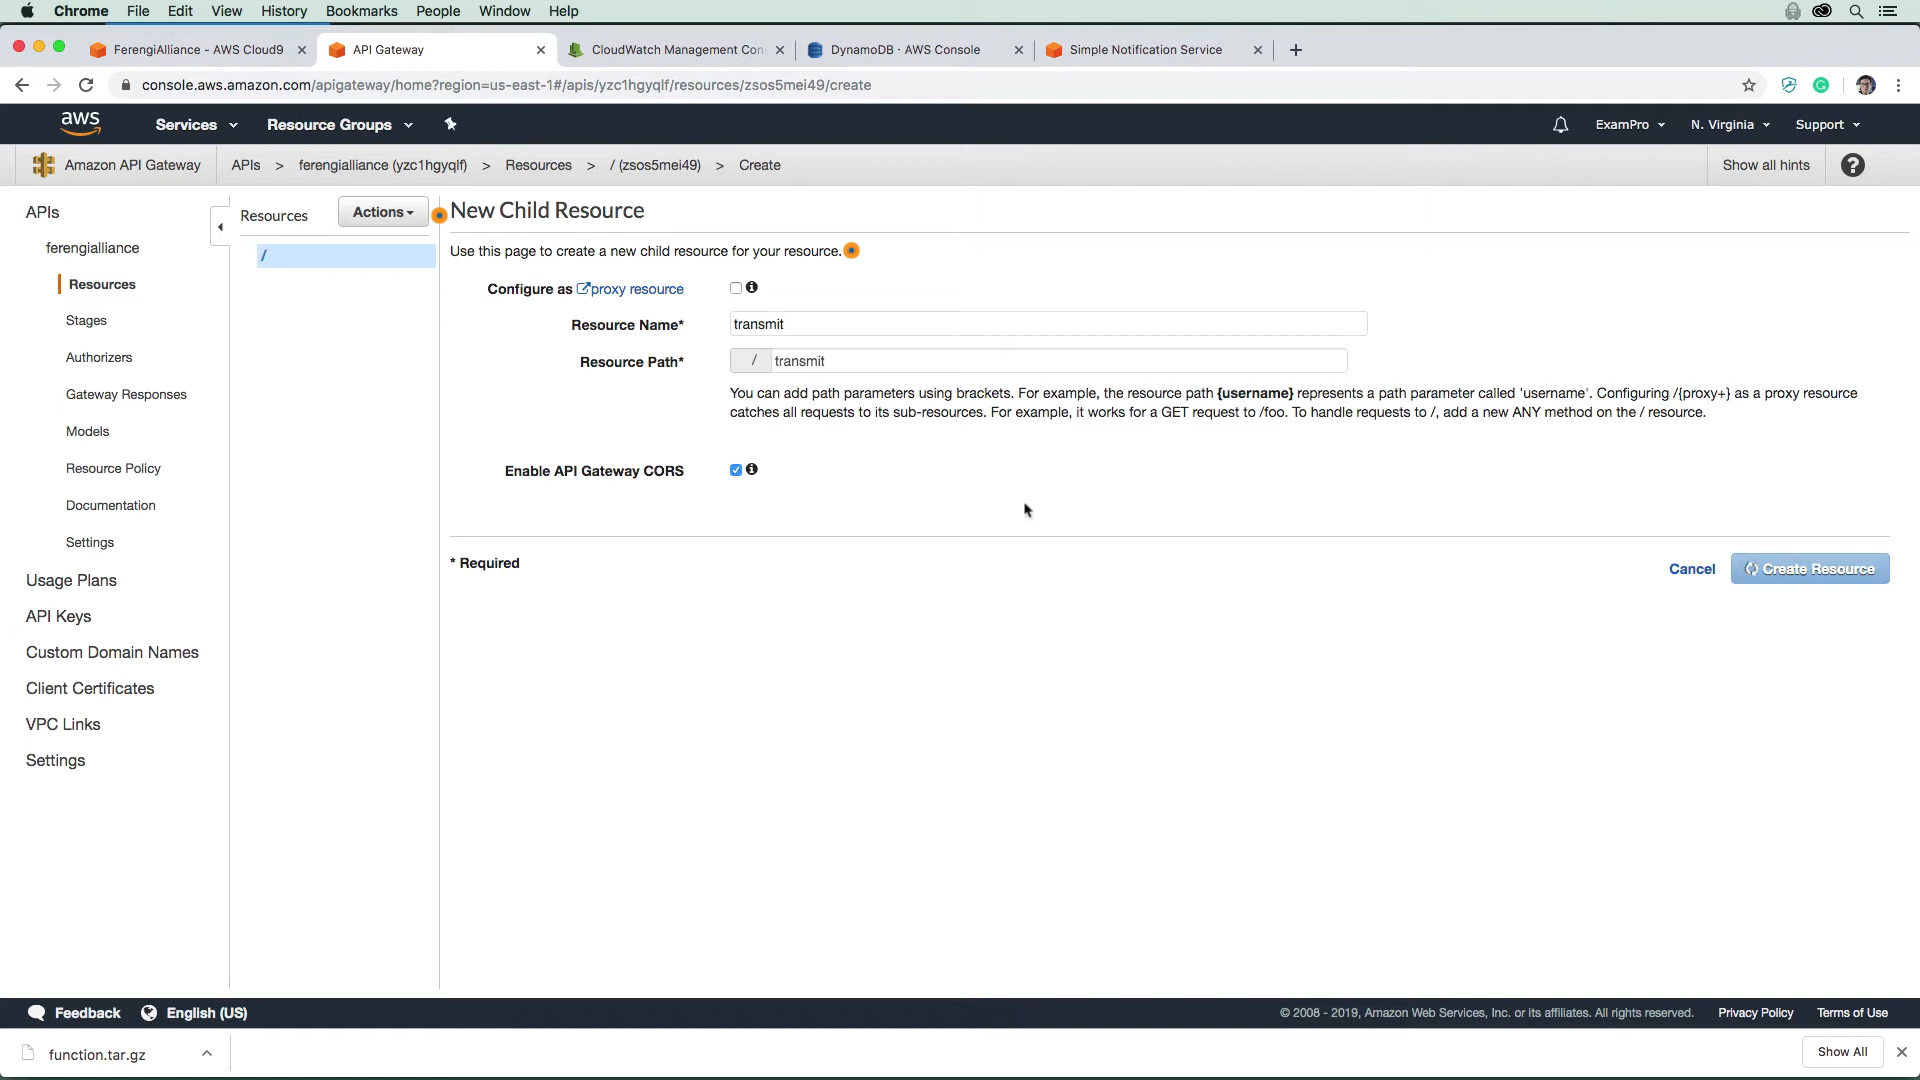 Chrome File Edit View History Bookmarks People Window Help
FerengiAlliance - AWS Cloud9 API Gateway CloudWatch Management Con DynamoDB · AWS Console Simple Notification Service
console.aws.amazon.com/apigateway/home?region=us-east-1#/apis/yzc1hgyqlf/resources/zsos5mei49/create
aws Services Resource Groups ExamPro N. Virginia Support
Amazon API Gateway APIs > ferengialliance (yzc1hgyqlf) > Resources > / (zsos5mei49) > Create Show all hints ?
APIs
ferengialliance
Resources
Stages
Authorizers
Gateway Responses
Models
Resource Policy
Documentation
Settings
Usage Plans
API Keys
Custom Domain Names
Client Certificates
VPC Links
Settings
Resources Actions
/
New Child Resource
Use this page to create a new child resource for your resource.
Configure as proxy resource
Resource Name* transmit
Resource Path* / transmit
You can add path parameters using brackets. For example, the resource path {username} represents a path parameter called 'username'. Configuring /{proxy+} as a proxy resource
catches all requests to its sub-resources. For example, it works for a GET request to /foo. To handle requests to /, add a new ANY method on the / resource.
Enable API Gateway CORS
* Required
Cancel Create Resource
Feedback English (US) © 2008 - 2019, Amazon Web Services, Inc. or its affiliates. All rights reserved. Privacy Policy Terms of Use
function.tar.gz Show All